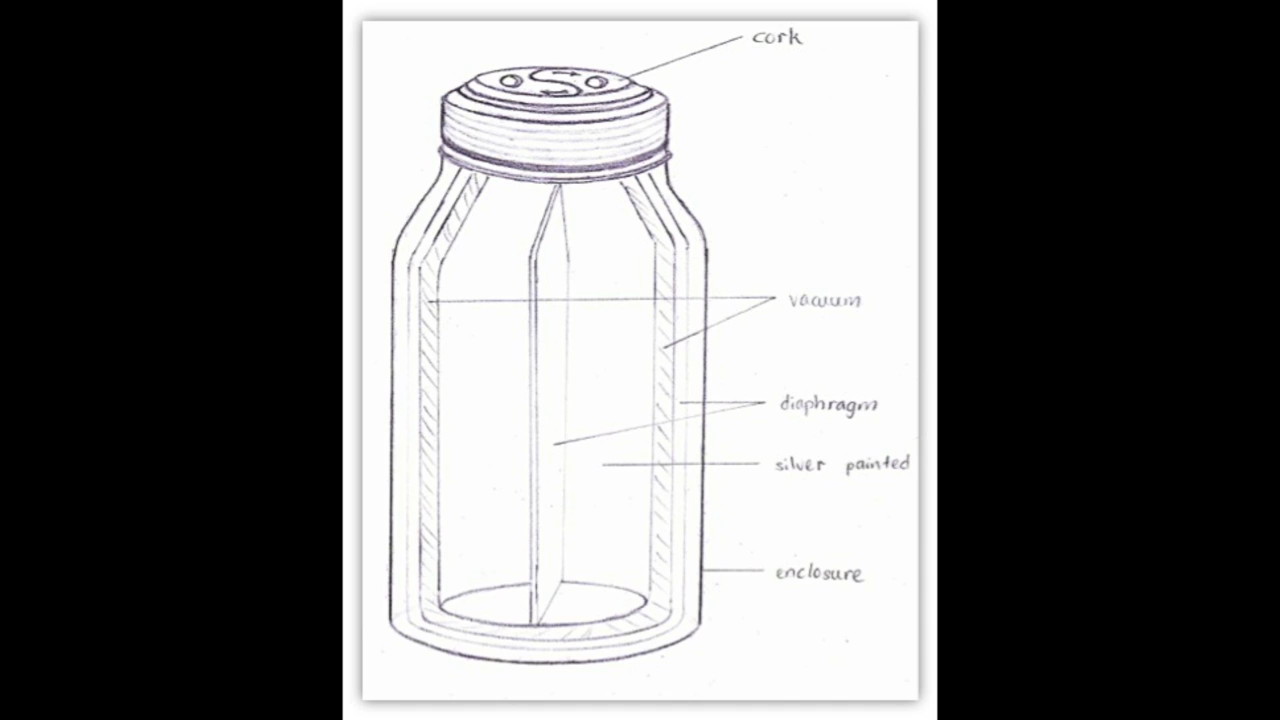 cork
vacuum
diaphragm
silver painted
enclosure